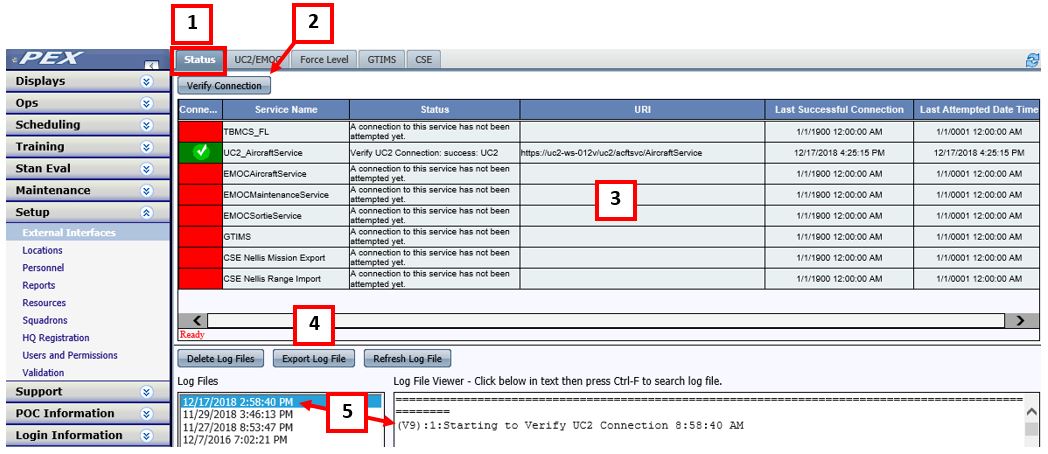 1
2
PEX
Status UC2/EMOC Force Level GTIMS CSE
Displays
Verify Connection
Ops
Conne... Service Name Status URI Last Successful Connection Last Attempted Date Time
Scheduling
TBMCS_FL A connection to this service has not been attempted yet. 1/1/1900 12:00:00 AM 1/1/0001 12:00:00 AM
Training
UC2_AircraftService Verify UC2 Connection: success: UC2 https://uc2-ws-012v/uc2/acftsvc/AircraftService 12/17/2018 4:25:15 PM 12/17/2018 4:25:15 PM
Stan Eval
EMOCAircraftService A connection to this service has not been attempted yet. 1/1/1900 12:00:00 AM 1/1/0001 12:00:00 AM
Maintenance
EMOCMaintenanceService A connection to this service has not been attempted yet. 1/1/1900 12:00:00 AM 1/1/0001 12:00:00 AM
3
Setup
EMOCSortieService A connection to this service has not been attempted yet. 1/1/1900 12:00:00 AM 1/1/0001 12:00:00 AM
External Interfaces
GTIMS A connection to this service has not been attempted yet. 1/1/1900 12:00:00 AM 1/1/0001 12:00:00 AM
Locations
CSE Nellis Mission Export A connection to this service has not been attempted yet. 1/1/1900 12:00:00 AM 1/1/0001 12:00:00 AM
Personnel
CSE Nellis Range Import A connection to this service has not been attempted yet. 1/1/1900 12:00:00 AM 1/1/0001 12:00:00 AM
Reports
Resources
Squadrons
4
HQ Registration
Ready
Users and Permissions
Delete Log Files Export Log File Refresh Log File
Validation
Support
Log Files
Log File Viewer - Click below in text then press Ctrl-F to search log file.
POC Information
Login Information
12/17/2018 2:58:40 PM
11/29/2018 3:46:13 PM
11/27/2018 8:53:47 PM
12/7/2016 7:02:21 PM
5
(V9):1:Starting to Verify UC2 Connection 8:58:40 AM